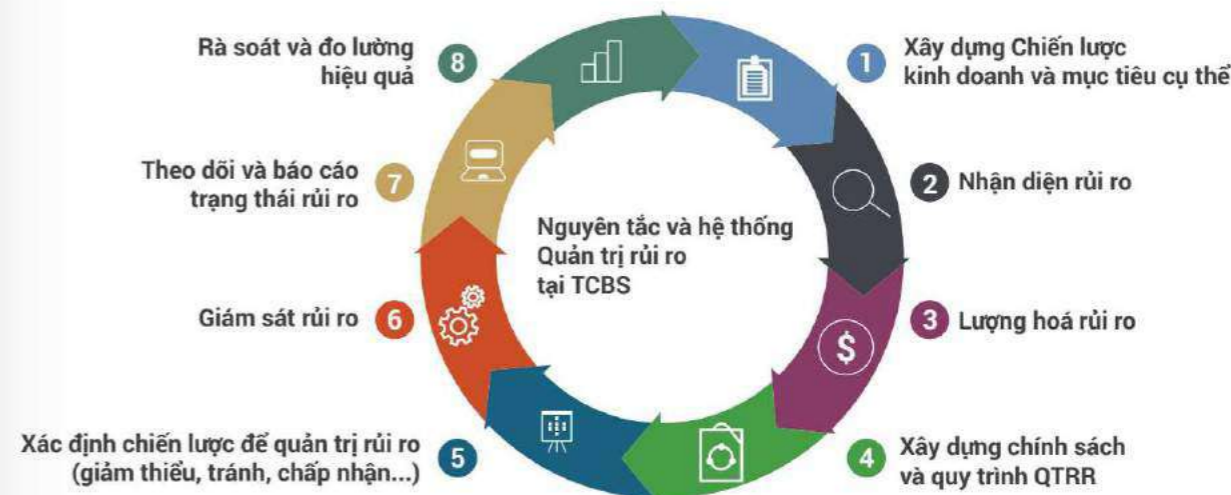 Rà soát và đo lường
hiệu quả
8
1
Xây dựng Chiến lược
kinh doanh và mục tiêu cụ thể
Theo dõi và báo cáo
trạng thái rủi ro
7
2
Nhận diện rủi ro
Nguyên tắc và hệ thống
Quản trị rủi ro
tại TCBS
Giám sát rủi ro
6
3
Lượng hoá rủi ro
$
Xác định chiến lược để quản trị rủi ro
(giảm thiểu, tránh, chấp nhận...)
5
4
Xây dựng chính sách
và quy trình QTRR